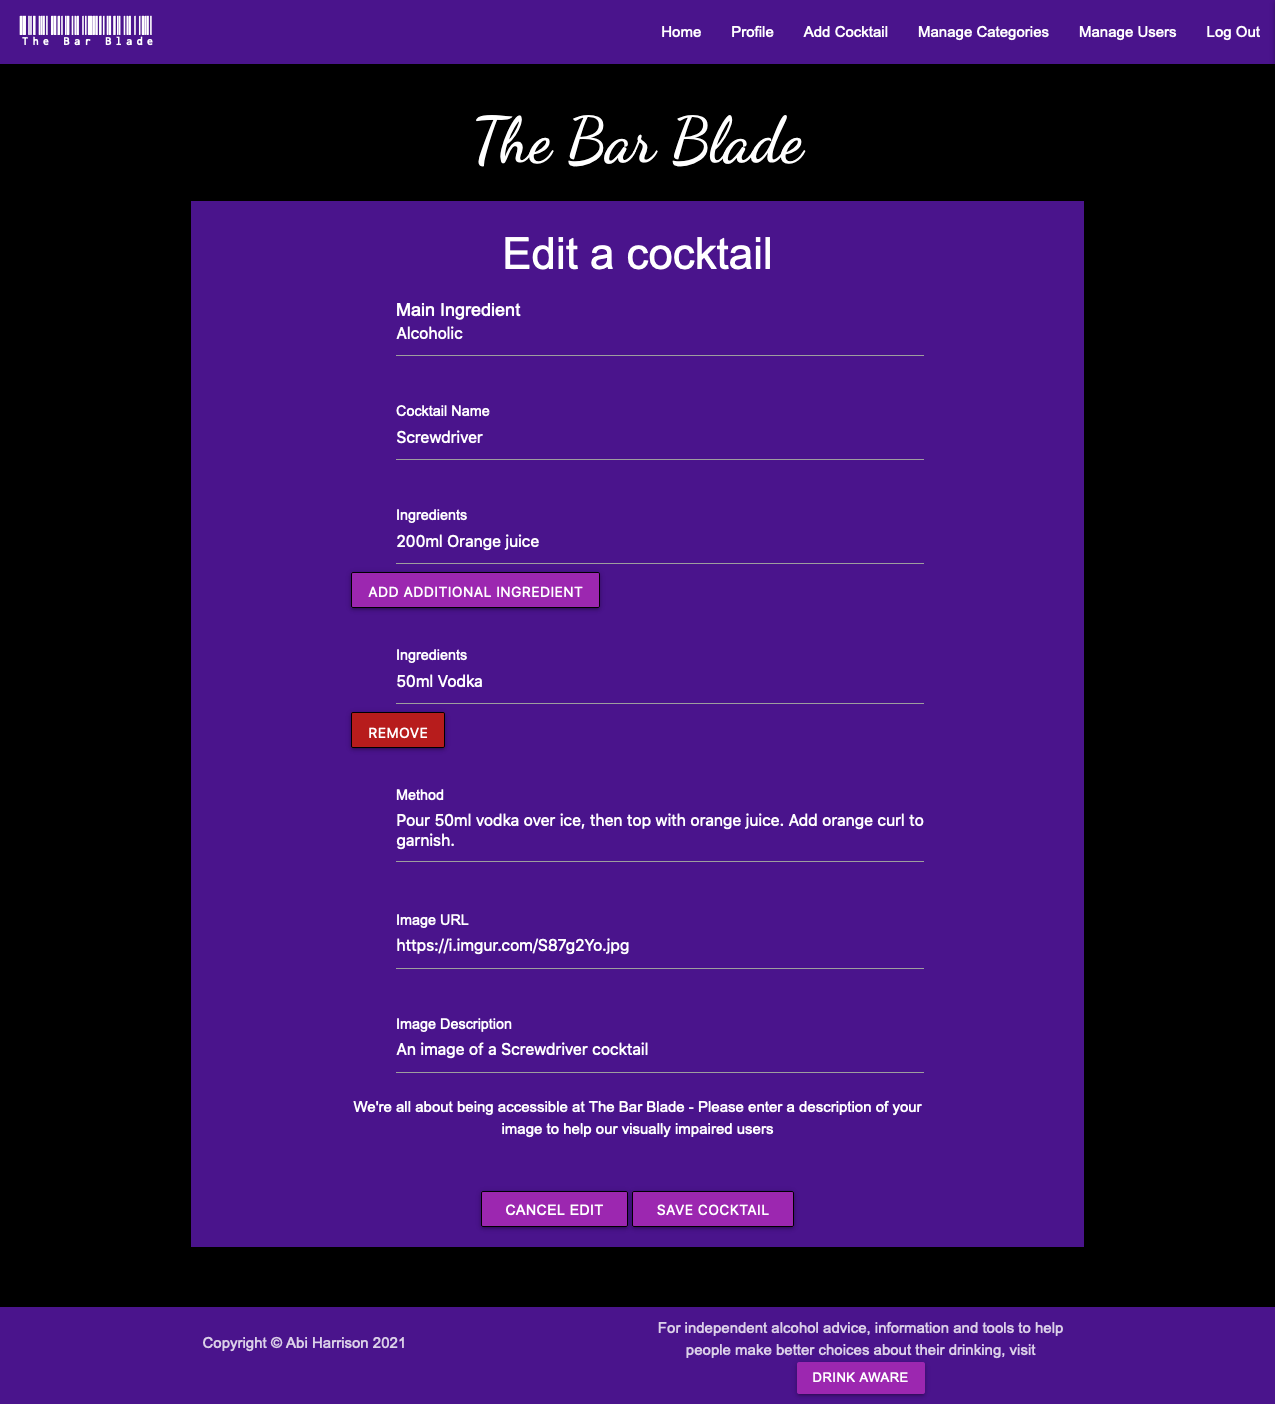 The Bar Blade
Home Profile Add Cocktail Manage Categories Manage Users Log Out
The Bar Blade
Edit a cocktail
Main Ingredient
Alcoholic
Cocktail Name
Screwdriver
Ingredients
200ml Orange juice
ADD ADDITIONAL INGREDIENT
Ingredients
50ml Vodka
REMOVE
Method
Pour 50ml vodka over ice, then top with orange juice. Add orange curl to
garnish.
Image URL
https://i.imgur.com/S87g2Yo.jpg
Image Description
An image of a Screwdriver cocktail
We're all about being accessible at The Bar Blade - Please enter a description of your
image to help our visually impaired users
CANCEL EDIT SAVE COCKTAIL
Copyright © Abi Harrison 2021
For independent alcohol advice, information and tools to help
people make better choices about their drinking, visit
DRINK AWARE